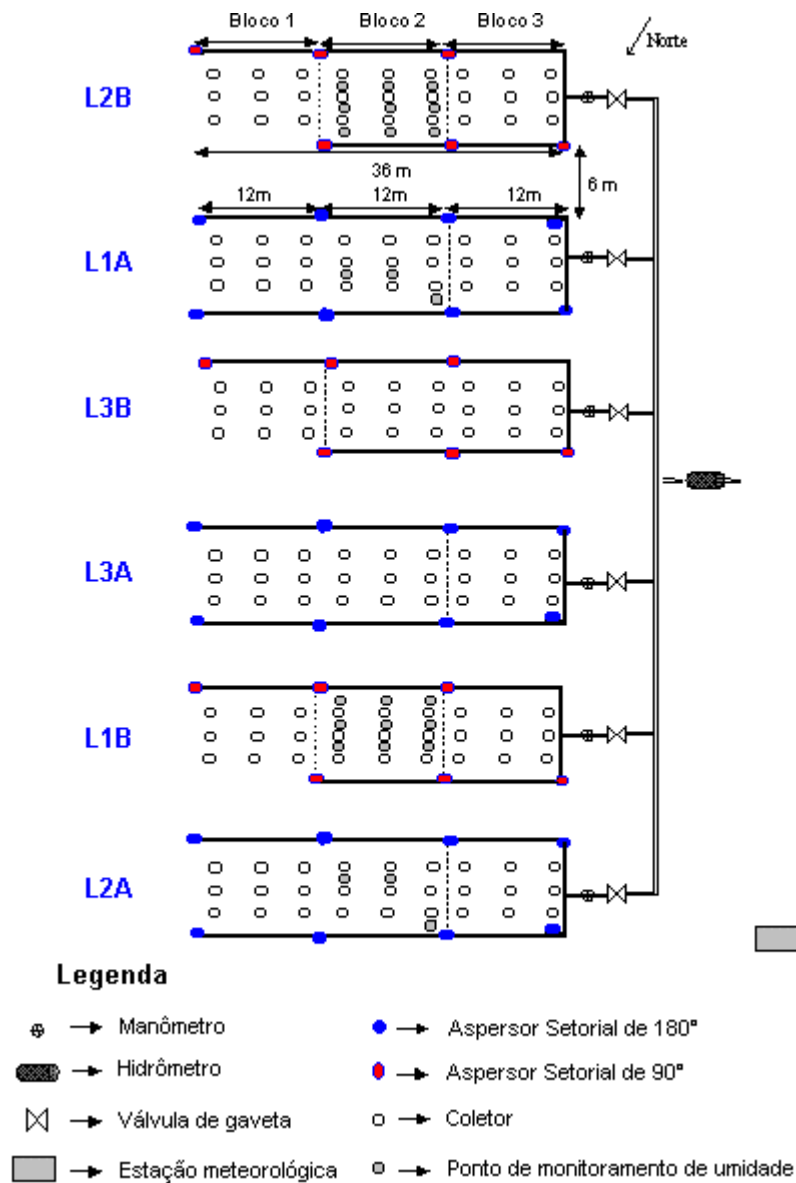 Bloco 1 Bloco 2 Bloco 3
Norte
L2B
36 m
6 m
12m 12m 12m
L1A
L3B
L3A
L1B
L2A
Legenda
Manômetro
Aspersor Setorial de 180°
Hidrômetro
Aspersor Setorial de 90°
Válvula de gaveta
Coletor
Estação meteorológica
Ponto de monitoramento de umidade